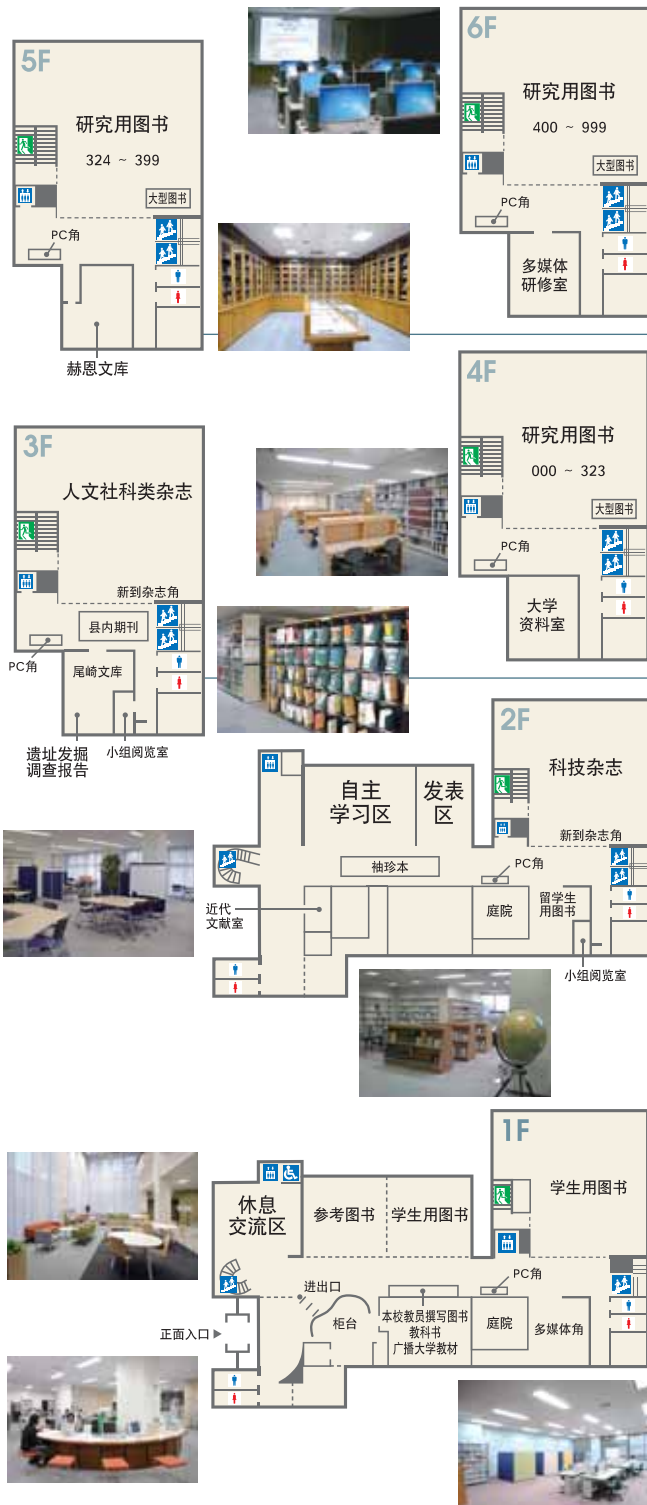 5F
研究用图书
324 ~ 399
大型图书
PC角
赫恩文库
6F
研究用图书
400 ~ 999
大型图书
PC角
多媒体
研修室
3F
人文社科类杂志
新到杂志角
县内期刊
PC角
尾崎文库
遗址发掘
调查报告
小组阅览室
4F
研究用图书
000 ~ 323
大型图书
PC角
大学
资料室
2F
科技杂志
自主
学习区
发表
区
新到杂志角
袖珍本
PC角
近代
文献室
庭院
留学生
用图书
小组阅览室
1F
学生用图书
休息
交流区
参考图书
学生用图书
进出口
PC角
正面入口
柜台
本校教员撰写图书
教科书
广播大学教材
庭院
多媒体角